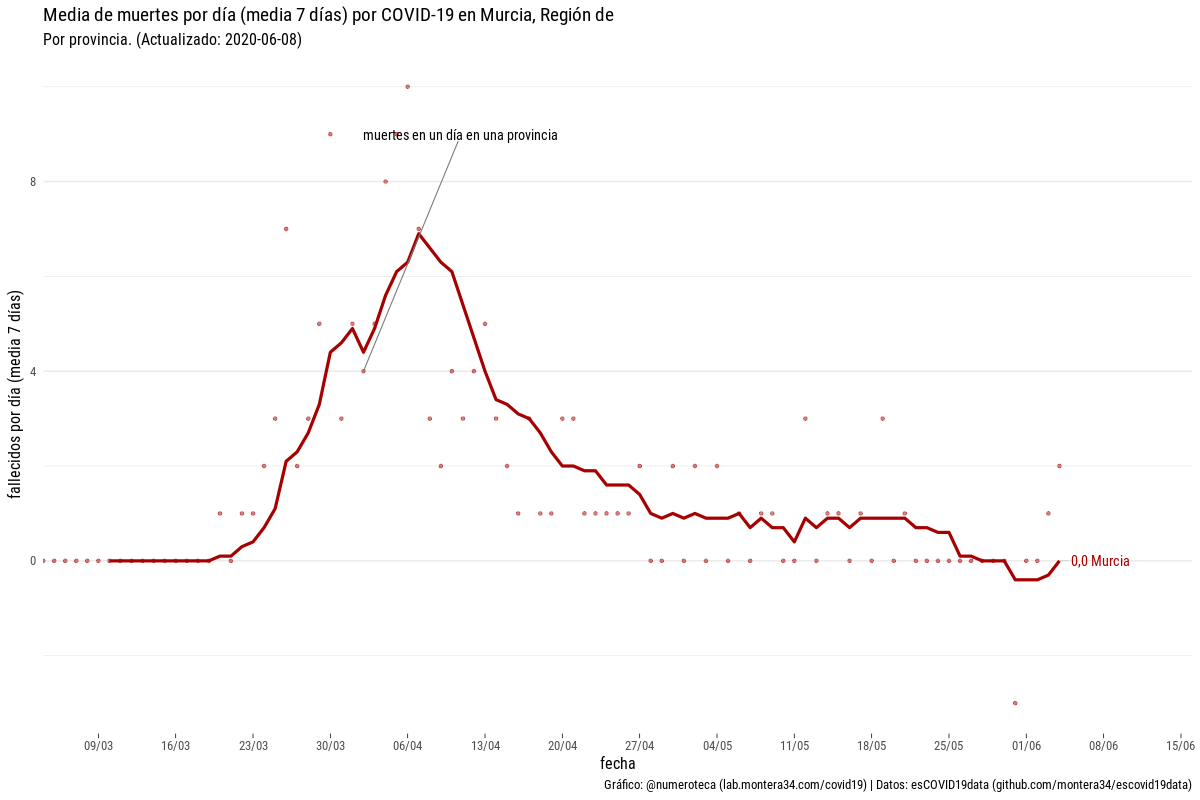 Media de muertes por día (media 7 días) por COVID-19 en Murcia, Región de
Por provincia. (Actualizado: 2020-06-08)
muertes en un día en una provincia
8
4
0
fallecidos por día (media 7 días)
0,0 Murcia
09/03 16/03 23/03 30/03 06/04 13/04 20/04 27/04 04/05 11/05 18/05 25/05 01/06 08/06 15/06
fecha
Gráfico: @numeroteca (lab.montera34.com/covid19) | Datos: esCOVID19data (github.com/montera34/escovid19data)